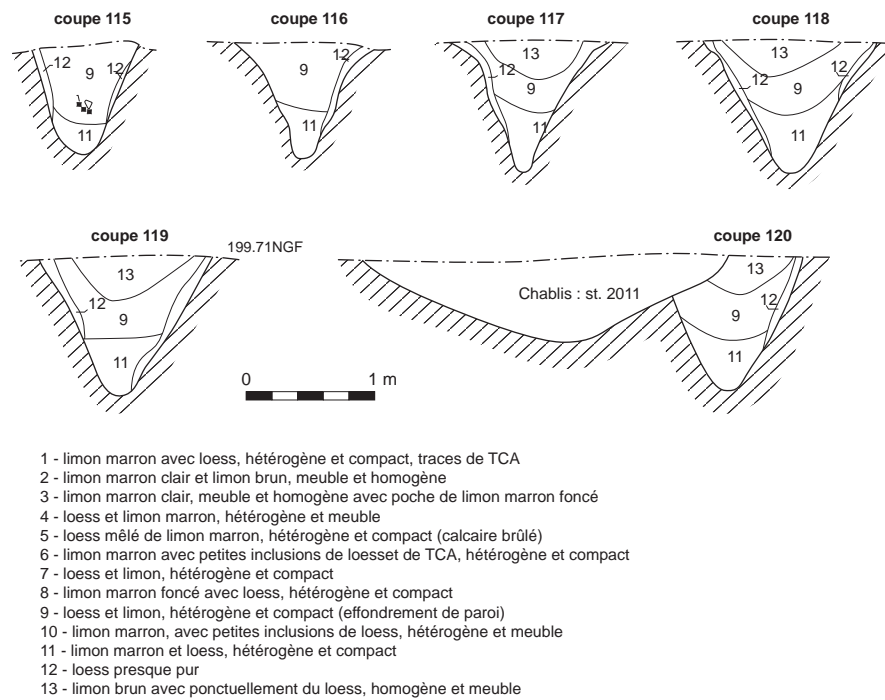 coupe 115
coupe 116
coupe 117
coupe 118
12 9 12 11
9 12 11
13 12 9 11
13 12 9 12 11
coupe 119
199.71NGF
coupe 120
13 12 9 11
Chablis : st. 2011
13 12 9 11
0 1 m
1 - limon marron avec loess, hétérogène et compact, traces de TCA
2 - limon marron clair et limon brun, meuble et homogène
3 - limon marron clair, meuble et homogène avec poche de limon marron foncé
4 - loess et limon marron, hétérogène et meuble
5 - loess mêlé de limon marron, hétérogène et compact (calcaire brûlé)
6 - limon marron avec petites inclusions de loesset de TCA, hétérogène et compact
7 - loess et limon, hétérogène et compact
8 - limon marron foncé avec loess, hétérogène et compact
9 - loess et limon, hétérogène et compact (effondrement de paroi)
10 - limon marron, avec petites inclusions de loess, hétérogène et meuble
11 - limon marron et loess, hétérogène et compact
12 - loess presque pur
13 - limon brun avec ponctuellement du loess, homogène et meuble